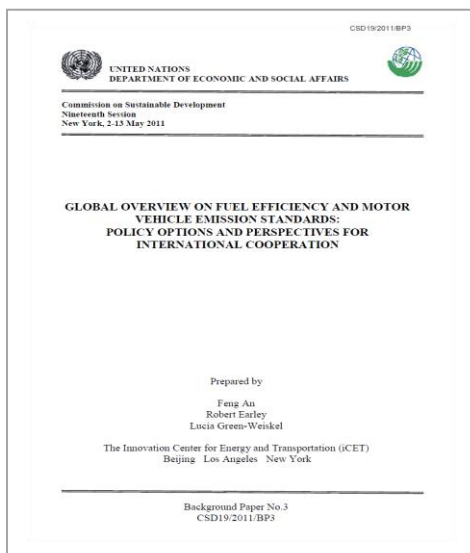 CSD19/2011/BP3
UNITED NATIONS
DEPARTMENT OF ECONOMIC AND SOCIAL AFFAIRS
Commission on Sustainable Development
Nineteenth Session
New York, 2-13 May 2011
GLOBAL OVERVIEW ON FUEL EFFICIENCY AND MOTOR
VEHICLE EMISSION STANDARDS:
POLICY OPTIONS AND PERSPECTIVES FOR
INTERNATIONAL COOPERATION
Prepared by
Feng An
Robert Earley
Lucia Green-Weiskel
The Innovation Center for Energy and Transportation (iCET)
Beijing Los Angeles New York
Background Paper No.3
CSD19/2011/BP3